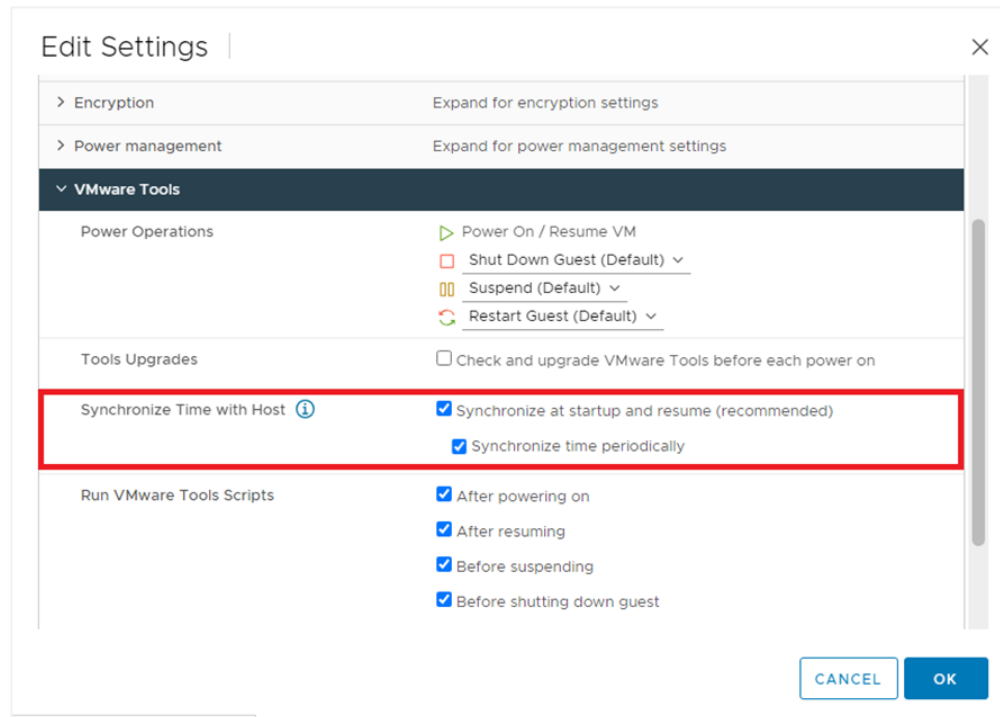 Edit Settings
Encryption Expand for encryption settings
Power management Expand for power management settings
VMware Tools
Power Operations Power On / Resume VM
Shut Down Guest (Default)
Suspend (Default)
Restart Guest (Default)
Tools Upgrades Check and upgrade VMware Tools before each power on
Synchronize Time with Host Synchronize at startup and resume (recommended)
Synchronize time periodically
Run VMware Tools Scripts After powering on
After resuming
Before suspending
Before shutting down guest
CANCEL OK